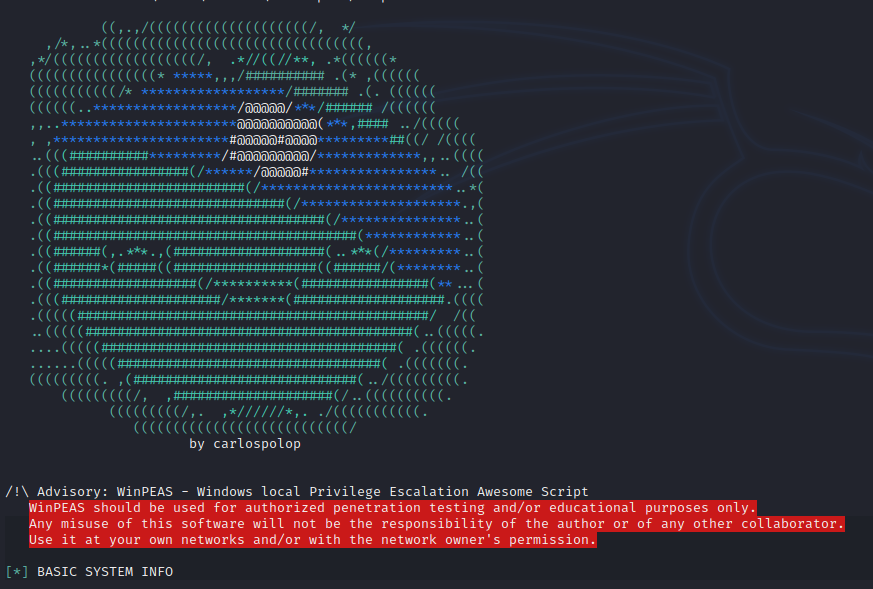 ((,.,/((((((((((((((((((((/,  */
,/*,..*((((((((((((((((((((((((((((((((((,
,*/((((((((((((((((((/,  .*//((//**, .*((((((*
((((((((((((((((* *****,,,/########## .(* ,((((((
(((((((((((/* ******************/####### .(. ((((((
((((((..******************/@@@@@/***/###### /((((((
,,..**********************@@@@@@@@@@(***,#### ../(((((
, ,**********************#@@@@@#@@@@*********##((/ /((((
..(((##########*********/#@@@@@@@@@/*************,,..((((
.(((################(/******/@@@@@#****************.. /((
.((########################(/************************..*(
.((#############################(/********************.,(
.((##################################(/***************..(
.((######################################(************..(
.((######(,.***.,(###################(..***(/*********..(
.((######*(#####((##################((######/(********..(
.((##################(/**********(################(**...(
.(((####################/*******(###################.((((
.(((((############################################/  /((
..(((((#########################################(..(((((.
....(((((#####################################( .((((((.
......(((((#################################( .(((((((.
(((((((((. ,(############################(../(((((((((.
(((((((((/,  ,####################(/..((((((((((.
(((((((((/,.  ,*//////*,. ./(((((((((((.
(((((((((((((((((((((((((((/
by carlospolop
/!\ Advisory: WinPEAS - Windows local Privilege Escalation Awesome Script
WinPEAS should be used for authorized penetration testing and/or educational purposes only.
Any misuse of this software will not be the responsibility of the author or of any other collaborator.
Use it at your own networks and/or with the network owner's permission.
[*] BASIC SYSTEM INFO